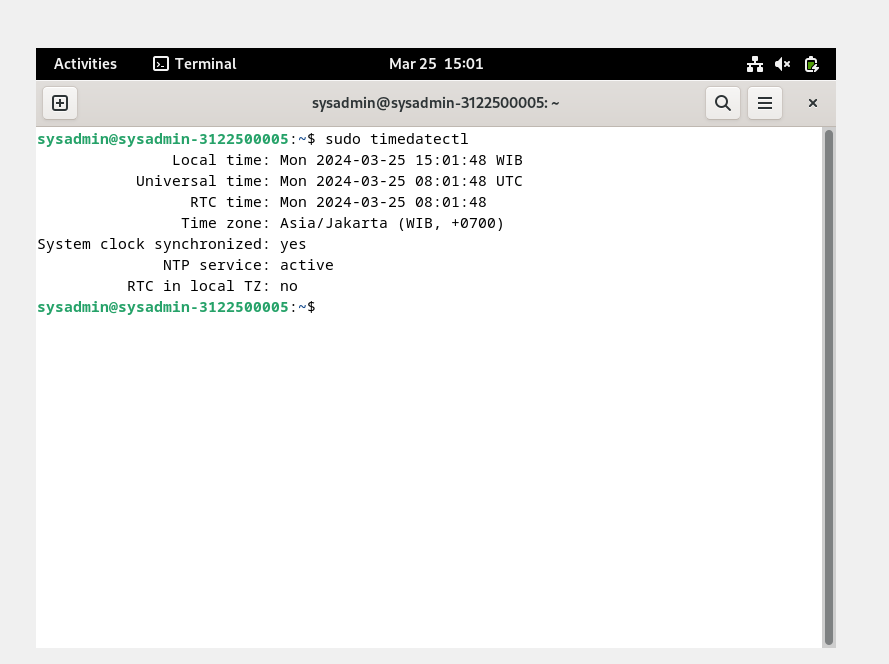 Activities Terminal Mar 25 15:01
sysadmin@sysadmin-3122500005: ~
sysadmin@sysadmin-3122500005:~$ sudo timedatectl
               Local time: Mon 2024-03-25 15:01:48 WIB
           Universal time: Mon 2024-03-25 08:01:48 UTC
                 RTC time: Mon 2024-03-25 08:01:48
                Time zone: Asia/Jakarta (WIB, +0700)
System clock synchronized: yes
              NTP service: active
          RTC in local TZ: no
sysadmin@sysadmin-3122500005:~$